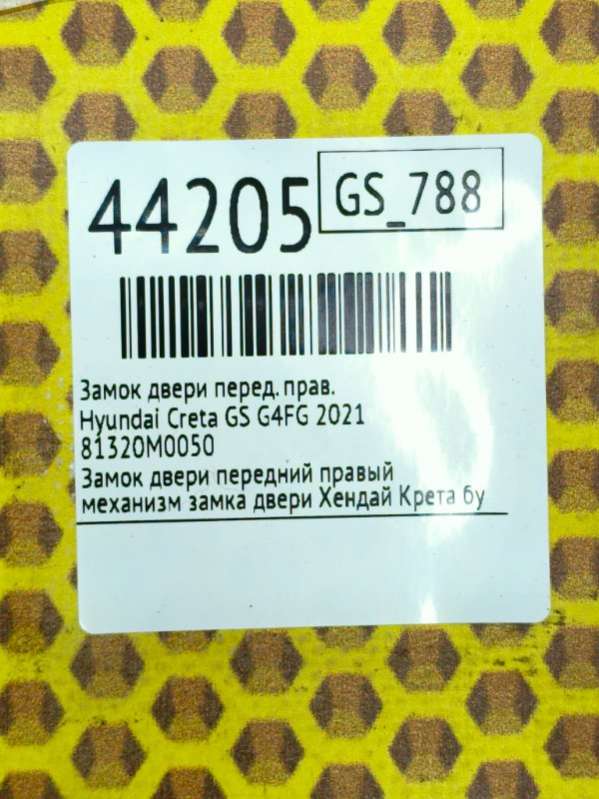 44205 GS_788
Замок двери перед. прав.
Hyundai Creta GS G4FG 2021
81320M0050
Замок двери передний правый
механизм замка двери Хендай Крета бу